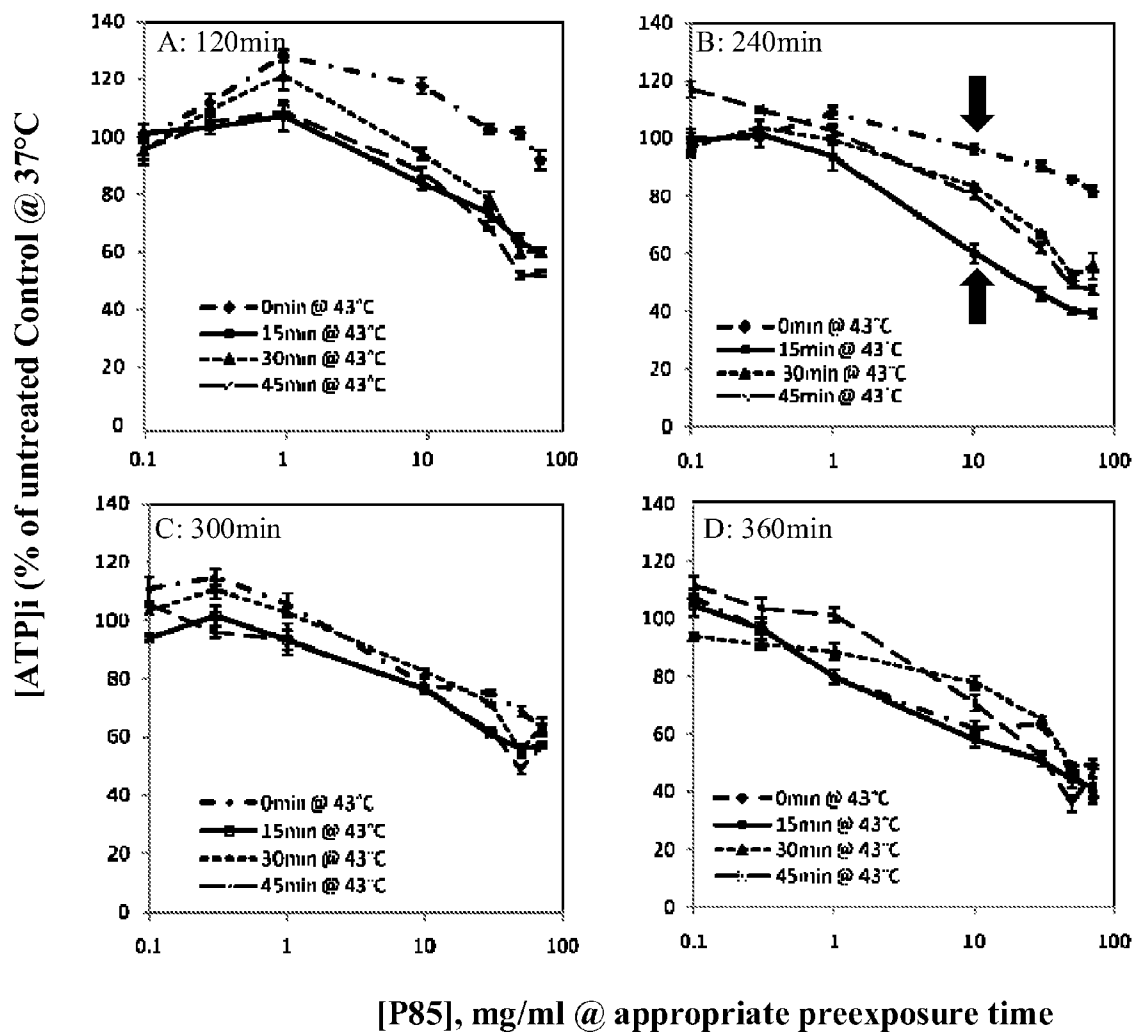 [ATP]i (% of untreated Control @ 37°C
A: 120min
140
120
100
80
60
40
20
0
0.1 1 10 100
0min @ 43°C
15min @ 43°C
30min @ 43°C
45min @ 43°C
B: 240min
140
120
100
80
60
40
20
0
0.1 1 10 100
0min @ 43°C
15min @ 43°C
30min @ 43°C
45min @ 43°C
C: 300min
140
120
100
80
60
40
20
0
0.1 1 10 100
0min @ 43°C
15min @ 43°C
30min @ 43°C
45min @ 43°C
D: 360min
140
120
100
80
60
40
20
0
0.1 1 10 100
0min @ 43°C
15min @ 43°C
30min @ 43°C
45min @ 43°C
[P85], mg/ml @ appropriate preexposure time